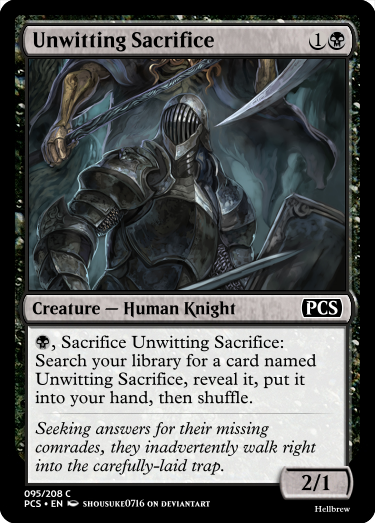 Unwitting Sacrifice 1
Creature — Human Knight PCS
, Sacrifice Unwitting Sacrifice:
Search your library for a card named
Unwitting Sacrifice, reveal it, put it
into your hand, then shuffle.
Seeking answers for their missing
comrades, they inadvertently walk right
into the carefully-laid trap.
2/1
095/208 C
PCS • EN SHOUSUKE0716 ON DEVIANTART
Hellbrew